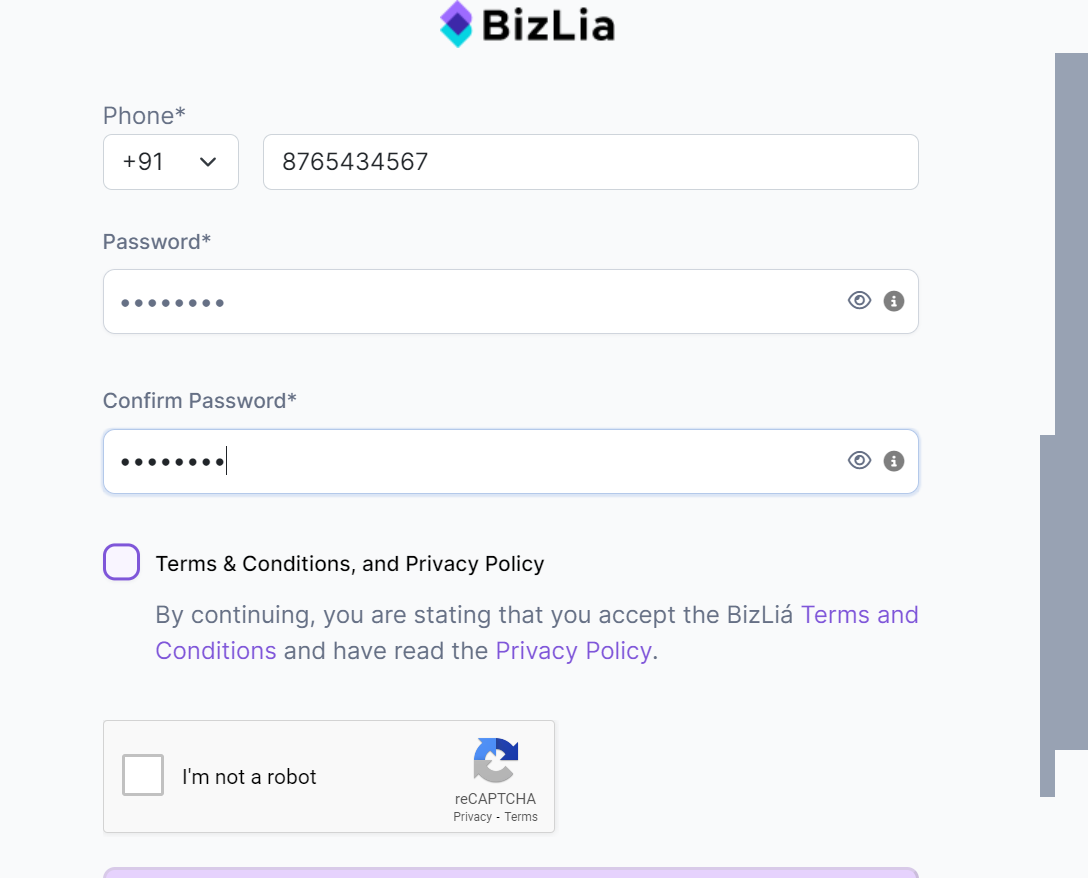 BizLia
Phone*
+91
8765434567
Password*
••••••••
Confirm Password*
••••••••
Terms & Conditions, and Privacy Policy
By continuing, you are stating that you accept the BizLiá Terms and
Conditions and have read the Privacy Policy.
I'm not a robot
reCAPTCHA
Privacy - Terms